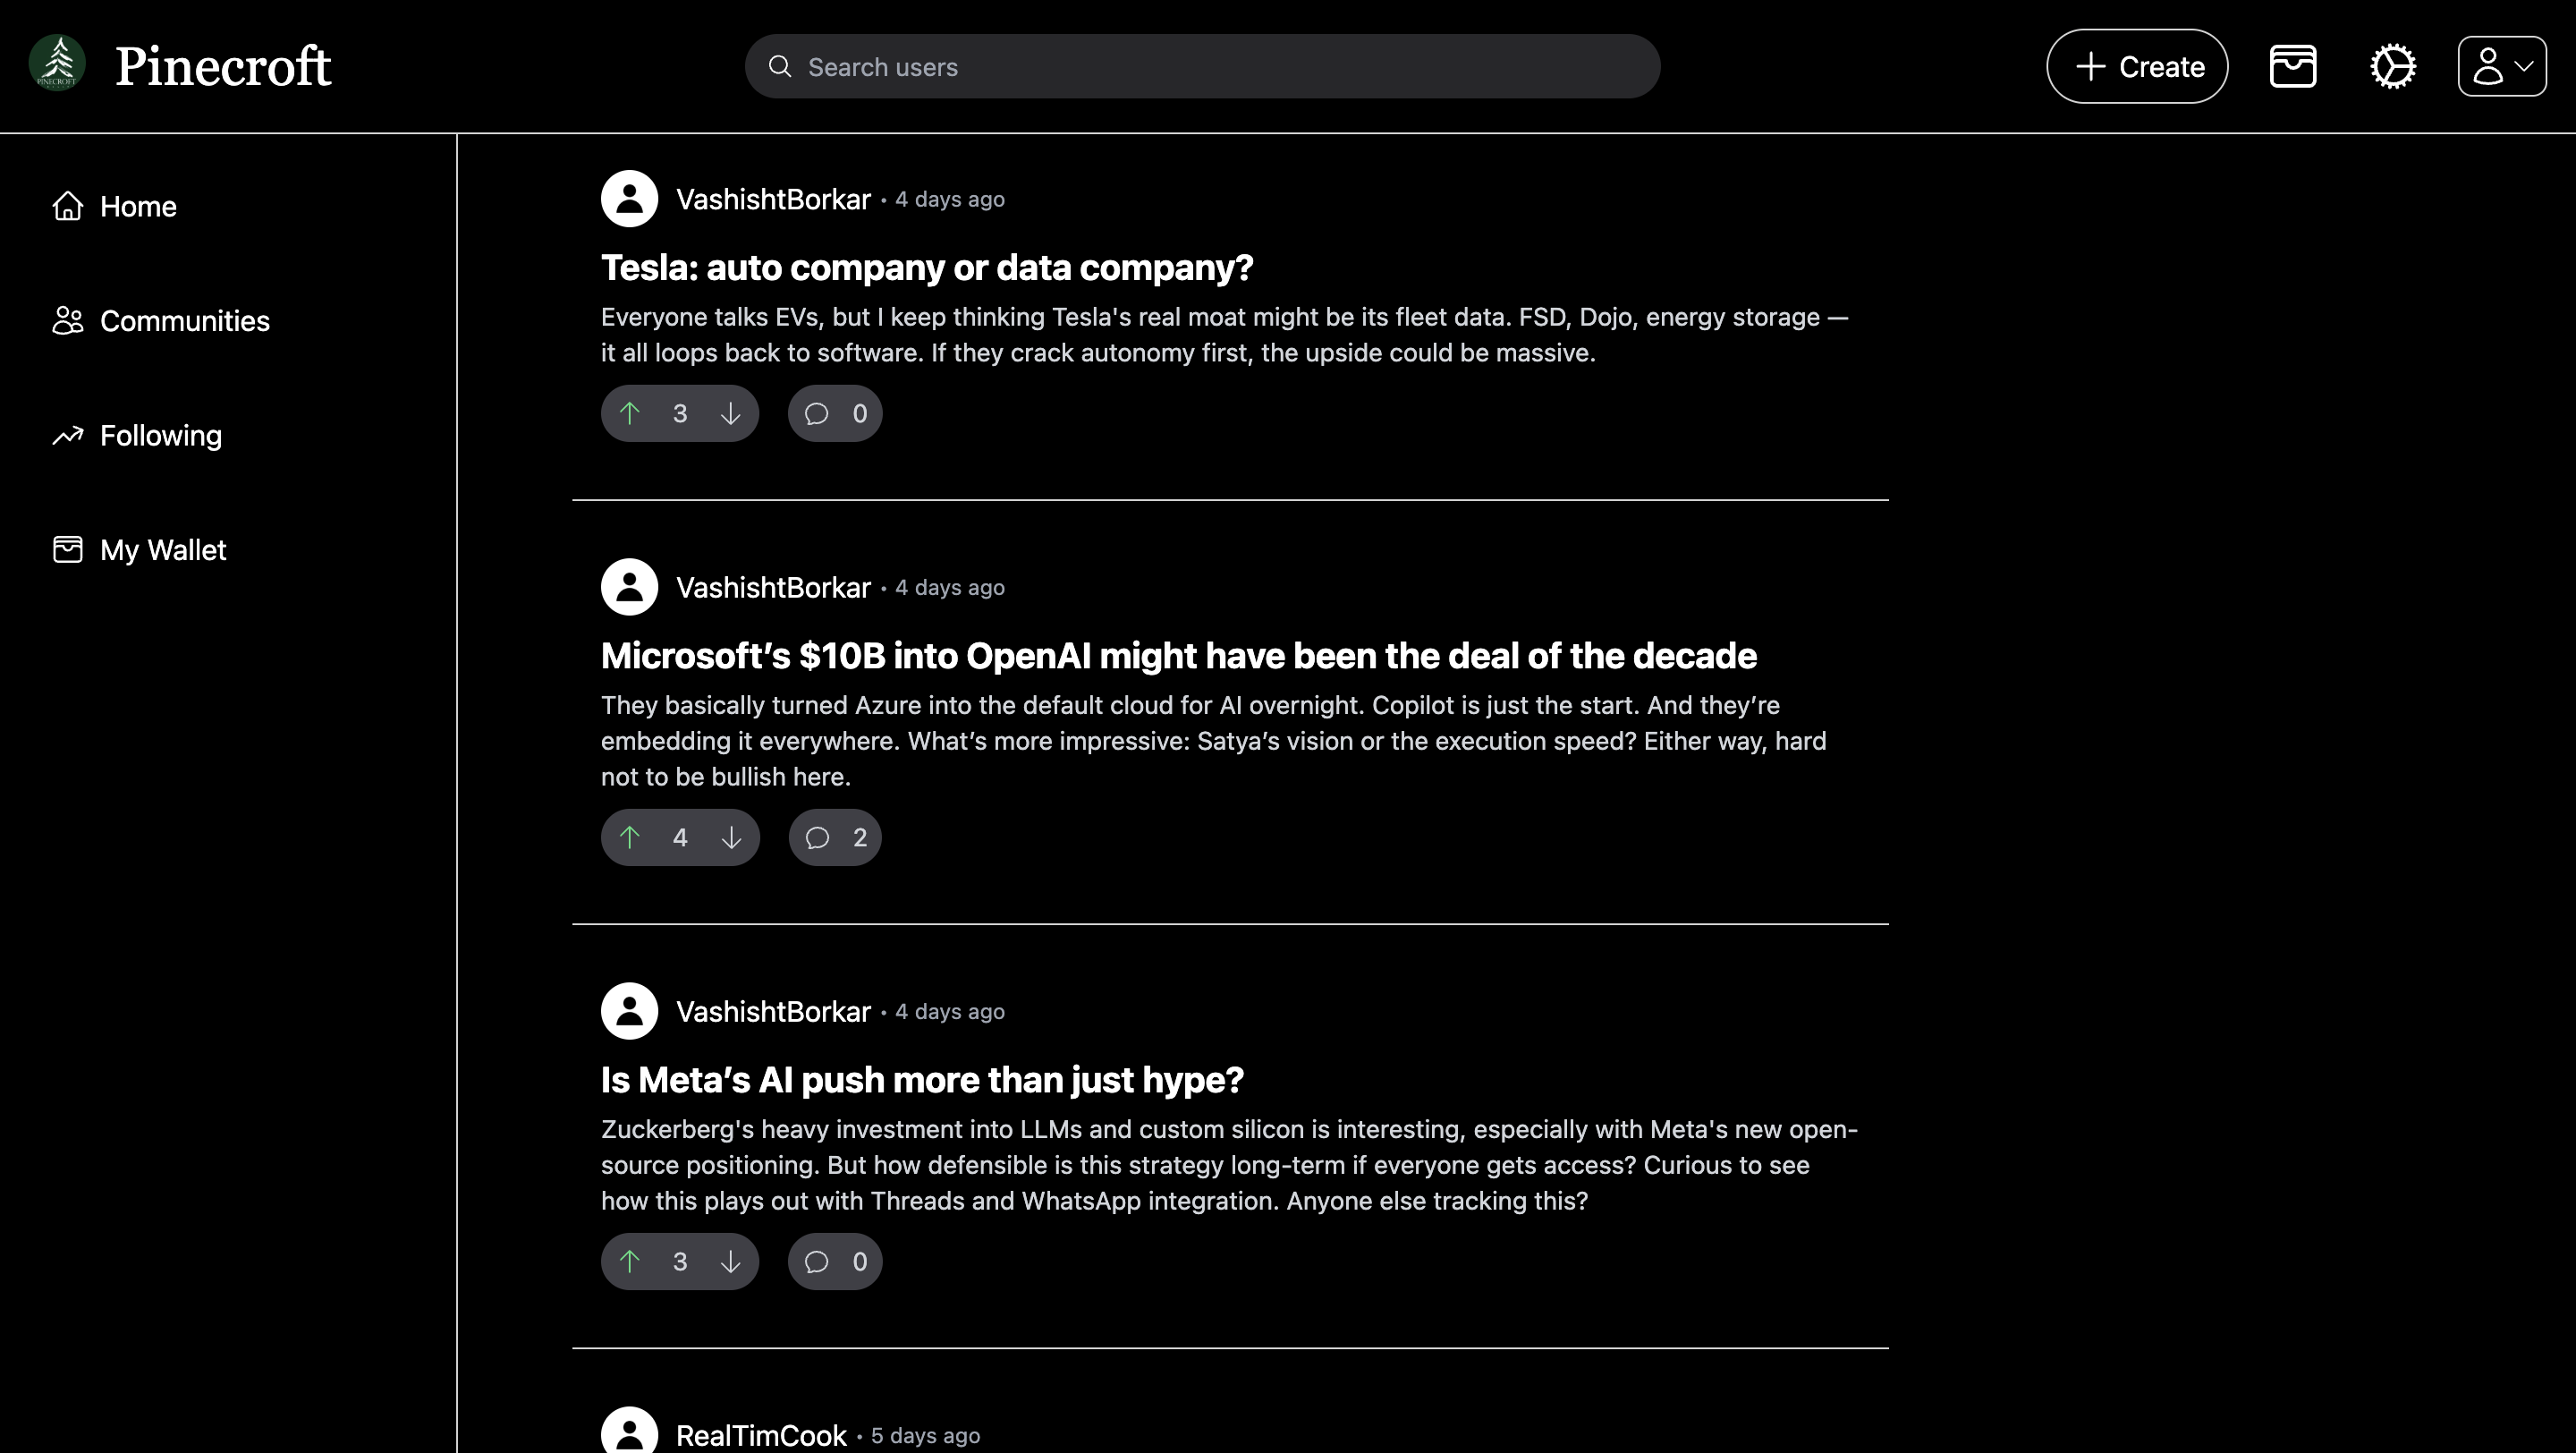 PINECROFT
Pinecroft
Search users
Create
Home
Communities
Following
My Wallet
VashishtBorkar • 4 days ago
Tesla: auto company or data company?
Everyone talks EVs, but I keep thinking Tesla's real moat might be its fleet data. FSD, Dojo, energy storage —
it all loops back to software. If they crack autonomy first, the upside could be massive.
3
0
VashishtBorkar • 4 days ago
Microsoft’s $10B into OpenAI might have been the deal of the decade
They basically turned Azure into the default cloud for AI overnight. Copilot is just the start. And they’re
embedding it everywhere. What’s more impressive: Satya’s vision or the execution speed? Either way, hard
not to be bullish here.
4
2
VashishtBorkar • 4 days ago
Is Meta’s AI push more than just hype?
Zuckerberg's heavy investment into LLMs and custom silicon is interesting, especially with Meta's new open-
source positioning. But how defensible is this strategy long-term if everyone gets access? Curious to see
how this plays out with Threads and WhatsApp integration. Anyone else tracking this?
3
0
RealTimCook • 5 days ago